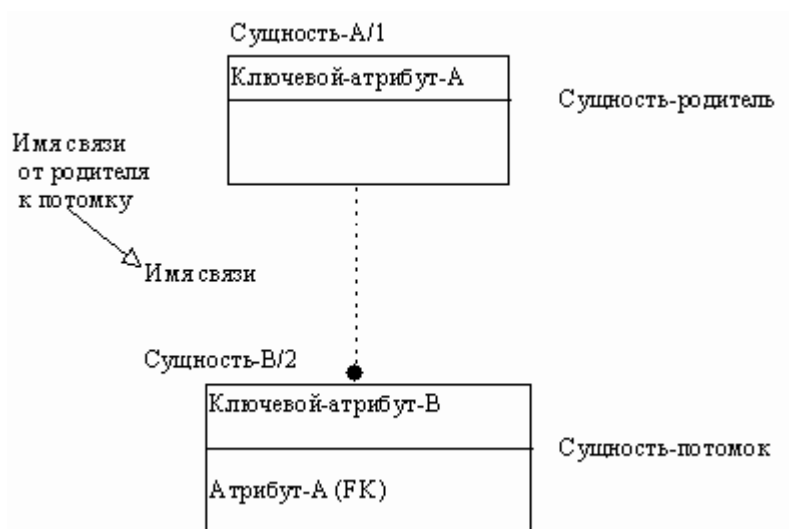 Сущность-А/1
Ключевой-атрибут-А
Сущность-родитель
Имя связи
от родителя
к потомку
Имя связи
Сущность-В/2
Ключевой-атрибут-В
Сущность-потомок
Атрибут-А (FK)